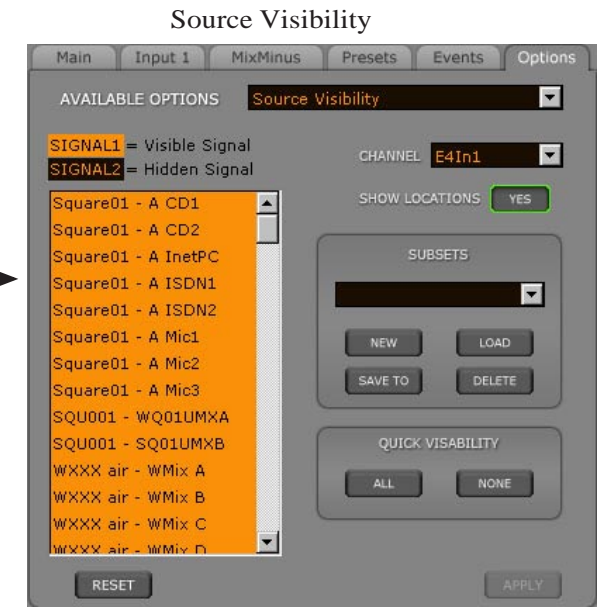 Source Visibility
Main Input 1 MixMinus Presets Events Options
AVAILABLE OPTIONS Source Visibility
SIGNAL1 = Visible Signal
SIGNAL2 = Hidden Signal
CHANNEL E4In1
SHOW LOCATIONS YES
Square01 - A CD1
Square01 - A CD2
Square01 - A InetPC
Square01 - A ISDN1
Square01 - A ISDN2
Square01 - A Mic1
Square01 - A Mic2
Square01 - A Mic3
SQU001 - WQ01UMXA
SQU001 - SQ01UMXB
WXXX air - WMix A
WXXX air - WMix B
WXXX air - WMix C
WXXX air - WMix D
SUBSETS
NEW LOAD
SAVE TO DELETE
QUICK VISABILITY
ALL NONE
RESET APPLY